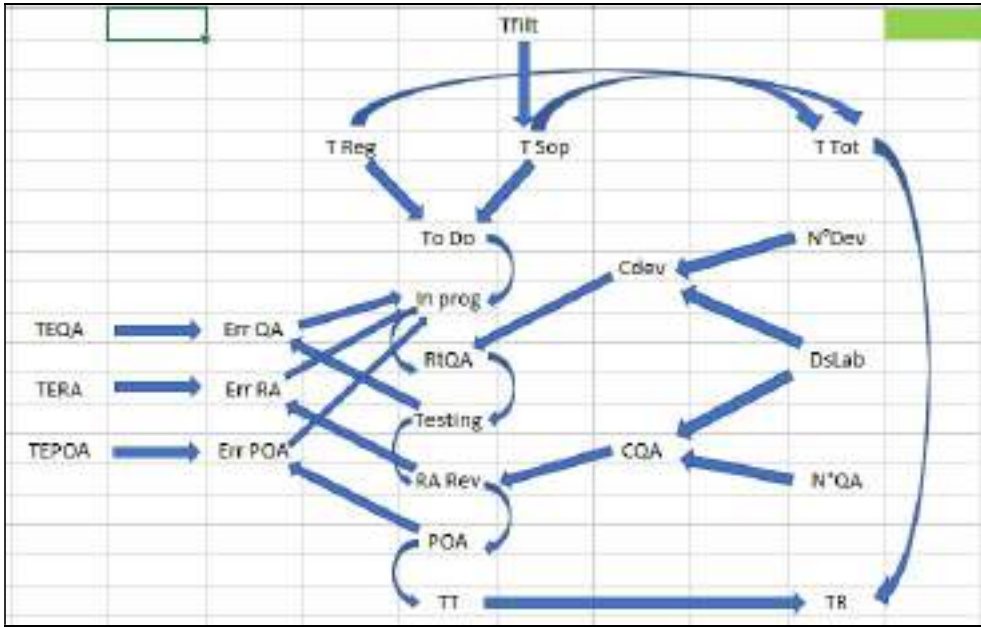 Tfilt
T Reg
T Sop
T Tot
To Do
N°Dev
Cdev
In prog
TEQA
Err QA
RtQA
DsLab
TERA
Err RA
Testing
TEPOA
Err POA
CQA
RA Rev
N°QA
POA
TT
TR